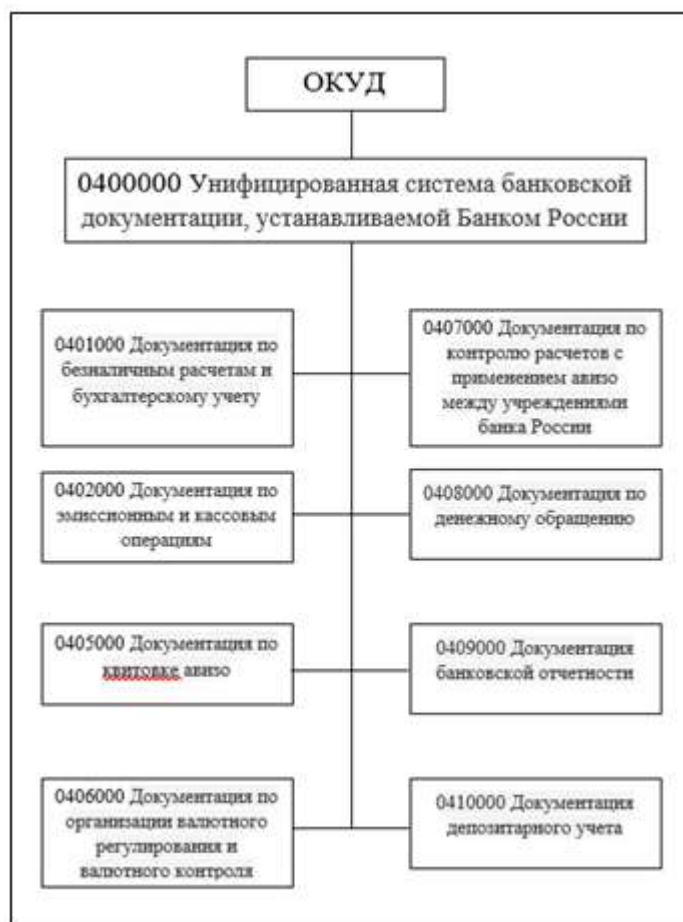 ОКУД
0400000 Унифицированная система банковской
документации, устанавливаемой Банком России
0401000 Документация по
безналичным расчетам и
бухгалтерскому учету
0407000 Документация по
контролю расчетов с
применением авизо
между учреждениями
банка России
0402000 Документация по
эмиссионным и кассовым
операциям
0408000 Документация по
денежному обращению
0405000 Документация по
квитовке авизо
0409000 Документация
банковской отчетности
0406000 Документация по
организации валютного
регулирования и
валютного контроля
0410000 Документация
депозитарного учета